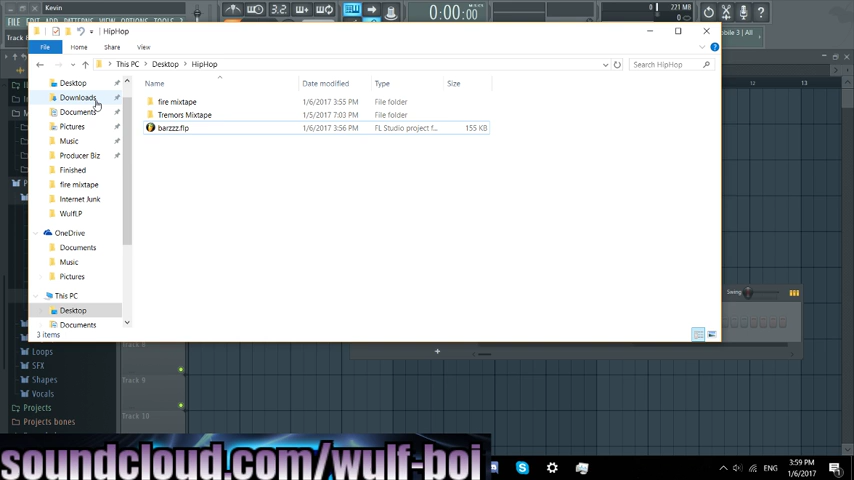 Kevin
FILE EDIT ADD PATTERNS VIEW OPTIONS
0:00:00
3.2
221 MB
0
HipHop
File Home Share View
This PC Desktop HipHop
Search HipHop
Desktop
Downloads
Documents
Pictures
Music
Producer Biz
Finished
fire mixtape
Internet Junk
WulfLP
OneDrive
Documents
Music
Pictures
This PC
Desktop
Documents
3 items
Name Date modified Type Size
fire mixtape 1/6/2017 3:55 PM File folder
Tremors Mixtape 1/5/2017 7:03 PM File folder
barzzz.flp 1/6/2017 3:56 PM FL Studio project f... 155 KB
12 13
Swing
Loops
SFX
Shapes
Vocals
Projects
Projects bones
Track 8
Track 9
Track 10
soundcloud.com/wulf-boi
ENG
3:59 PM
1/6/2017